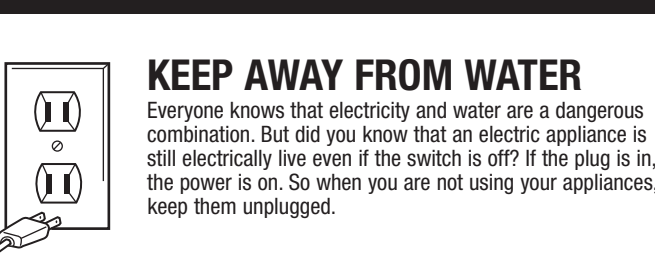 KEEP AWAY FROM WATER
Everyone knows that electricity and water are a dangerous
combination. But did you know that an electric appliance is
still electrically live even if the switch is off? If the plug is in,
the power is on. So when you are not using your appliances,
keep them unplugged.